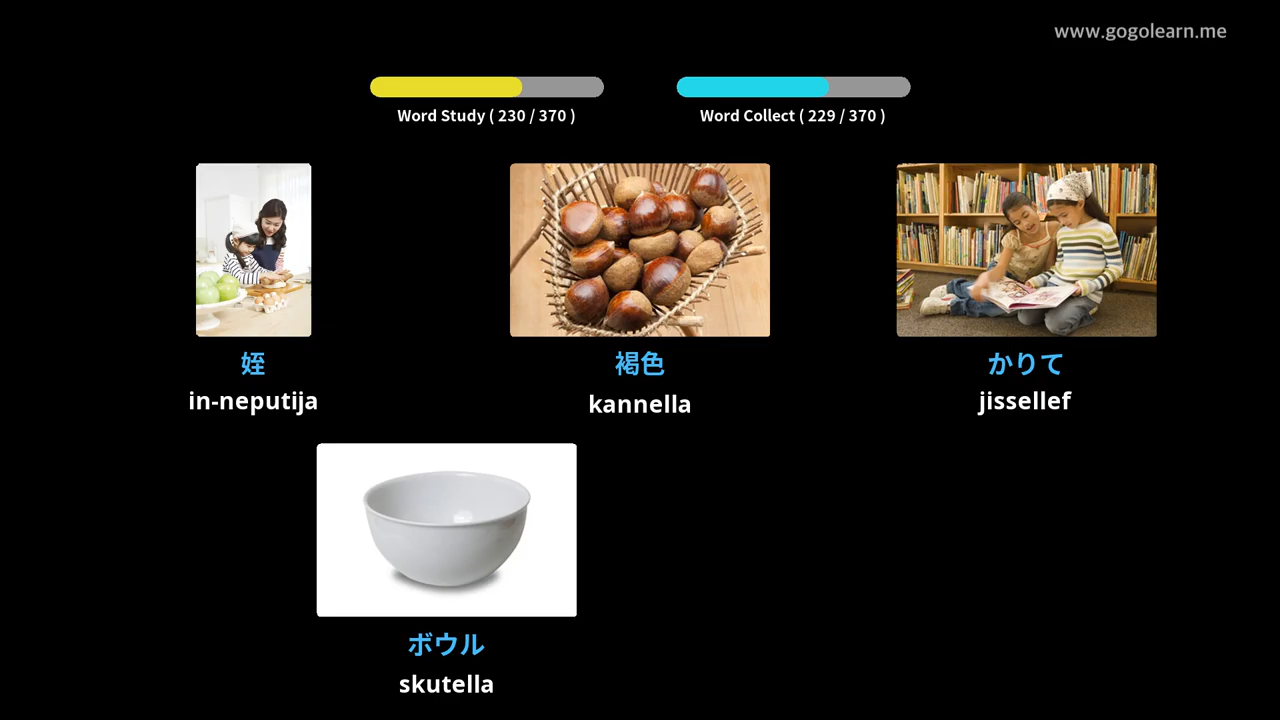 www.gogolearn.me
Word Study ( 230 / 370 )
Word Collect ( 229 / 370 )
姪
in-neputija
褐色
kannella
かりて
jissellef
ボウル
skutella